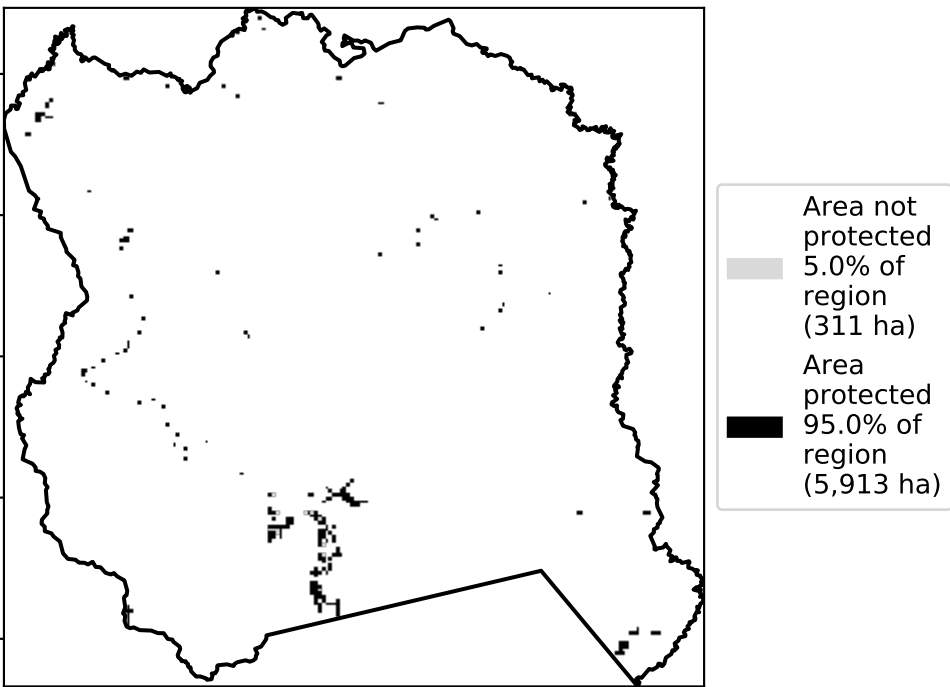 Area not
protected
5.0% of
region
(311 ha)
Area
protected
95.0% of
region
(5,913 ha)